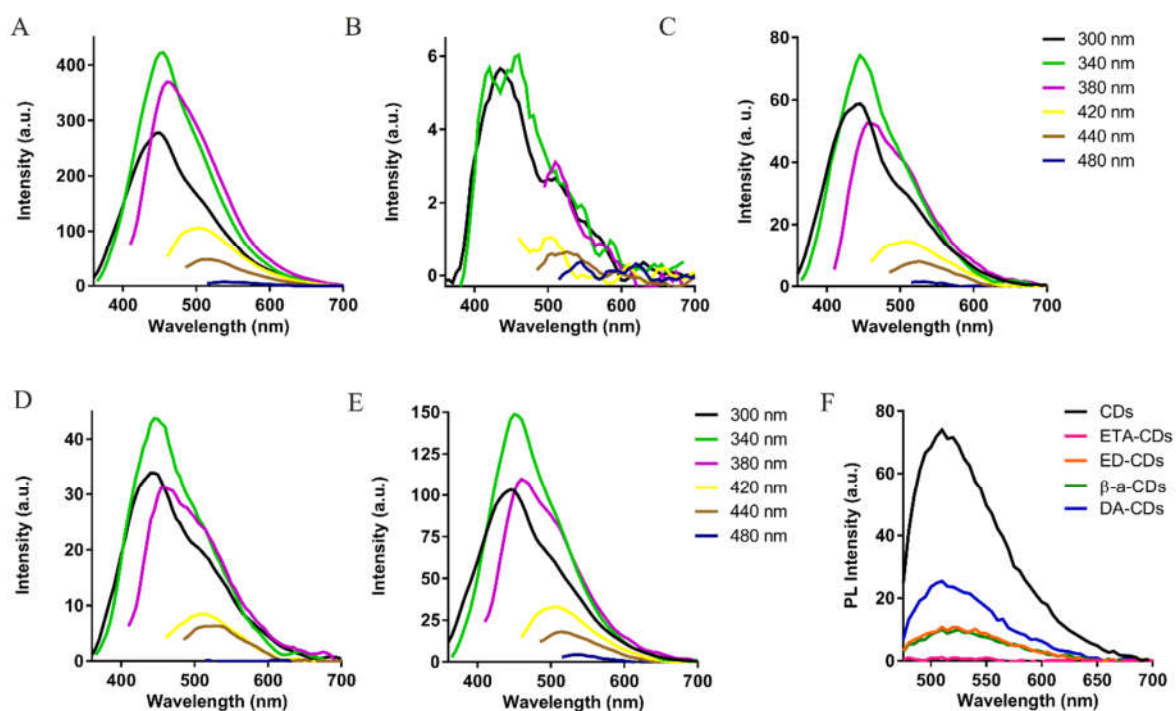 A
B
C
400
300
200
100
0
Intensity (a.u.)
400 500 600 700
Wavelength (nm)
6
4
2
0
Intensity (a.u.)
400 500 600 700
Wavelength (nm)
80
60
40
20
0
Intensity (a. u.)
400 500 600 700
Wavelength (nm)
300 nm
340 nm
380 nm
420 nm
440 nm
480 nm
D
E
F
40
30
20
10
0
Intensity (a.u.)
400 500 600 700
Wavelength (nm)
150
125
100
75
50
25
0
Intensity (a.u.)
400 500 600 700
Wavelength (nm)
300 nm
340 nm
380 nm
420 nm
440 nm
480 nm
80
60
40
20
0
PL Intensity (a.u.)
500 550 600 650 700
Wavelength (nm)
CDs
ETA-CDs
ED-CDs
β-a-CDs
DA-CDs